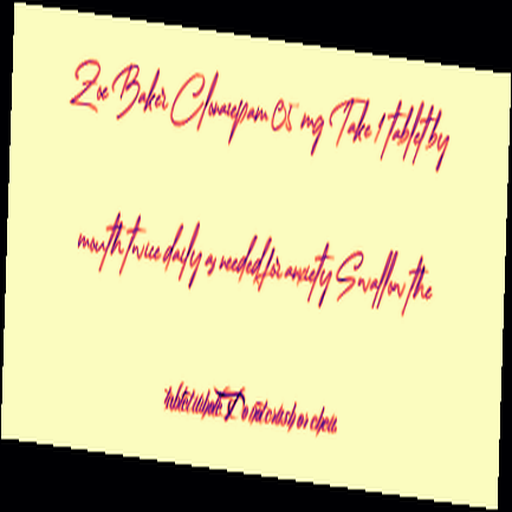 Zoe Baker Clonazepam 0.5 mg Take 1 tablet by
mouth twice daily as needed for anxiety Swallow the
tablet whole Do not crush or chew